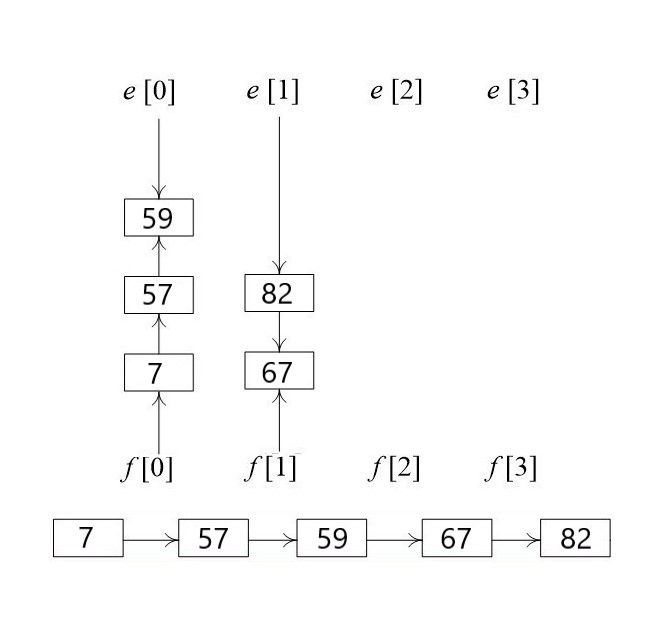 e [0] e [1] e [2] e [3]
59
57 82
7 67
f [0] f [1] f [2] f [3]
7 57 59 67 82